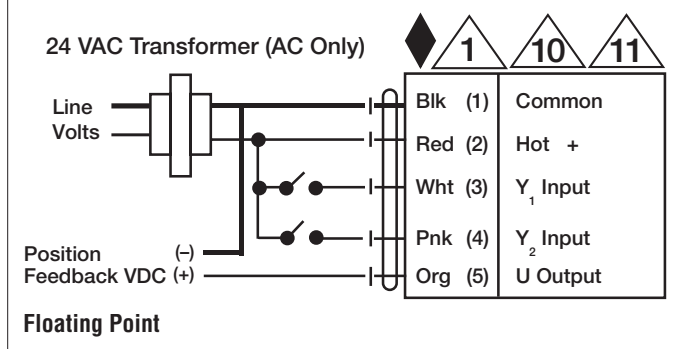 24 VAC Transformer (AC Only)
1 10 11
Line
Volts
Blk (1) Common
Red (2) Hot +
Wht (3) Y1 Input
Pnk (4) Y2 Input
Position (–)
Feedback VDC (+)
Org (5) U Output
Floating Point